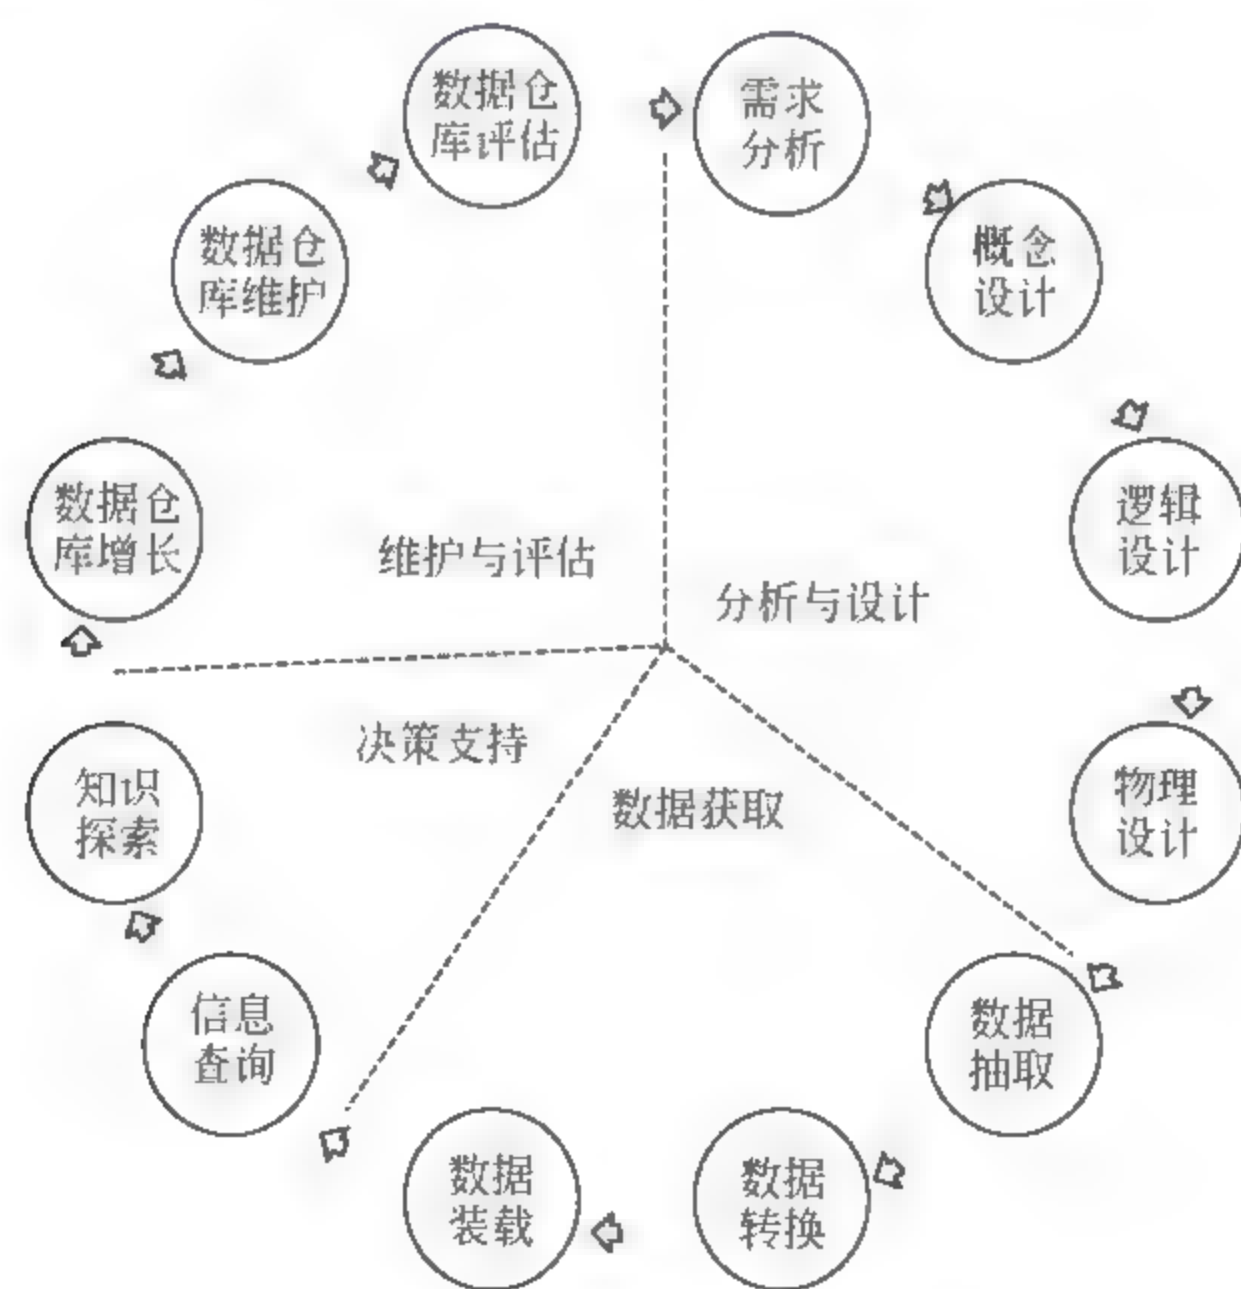 数据仓
库评估
需求
分析
数据仓
库维护
概念
设计
数据仓
库增长
逻辑
设计
维护与评估
分析与设计
决策支持
数据获取
知识
探索
物理
设计
信息
查询
数据
抽取
数据
装载
数据
转换